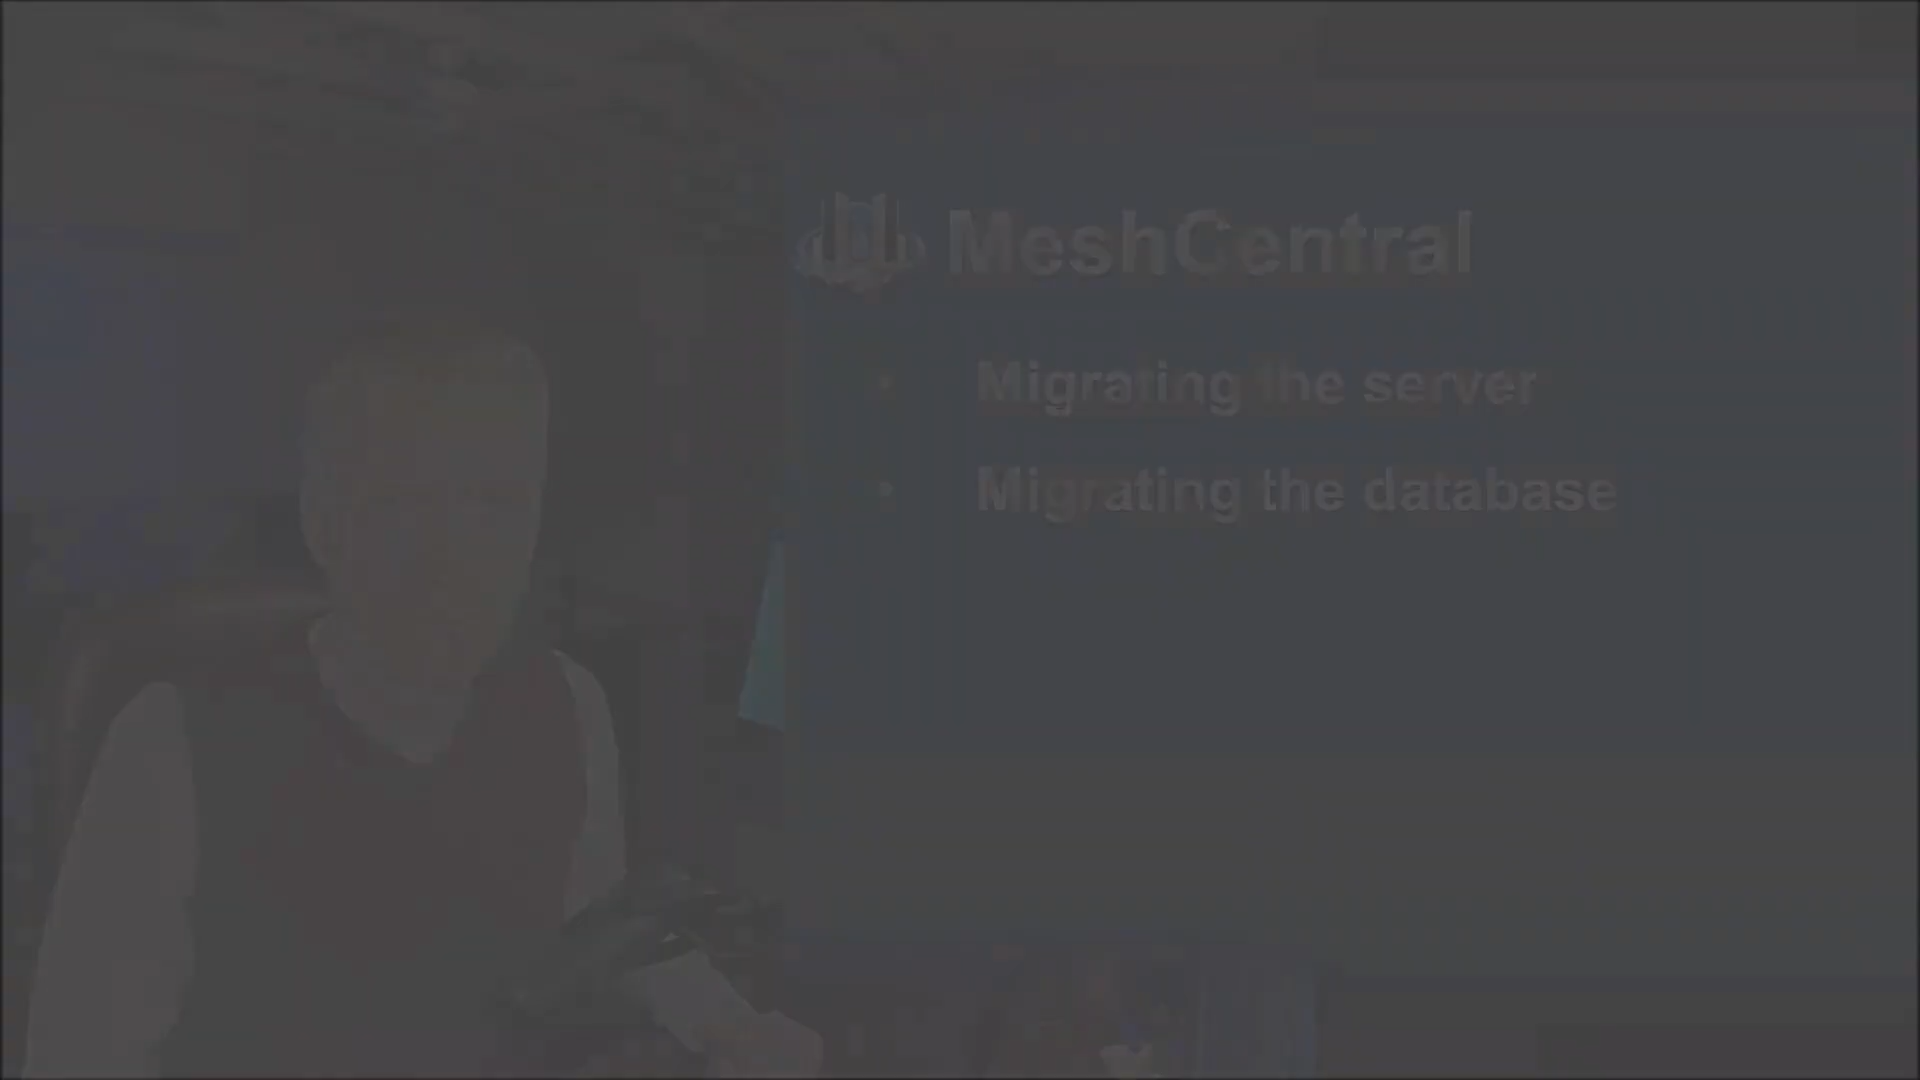 MeshCentral
Migrating the server
Migrating the database